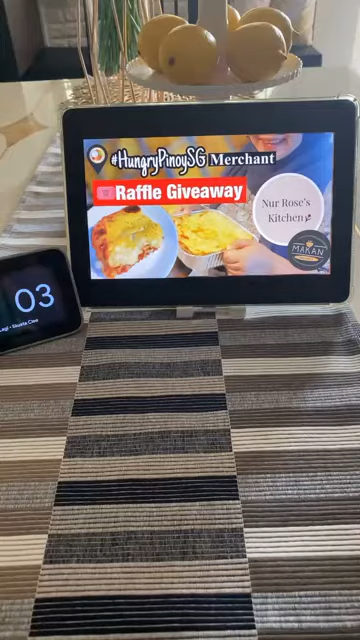 #HungryPinoySG Merchant
Raffle Giveaway
Nur Rose's
Kitchen
MAKAN
03